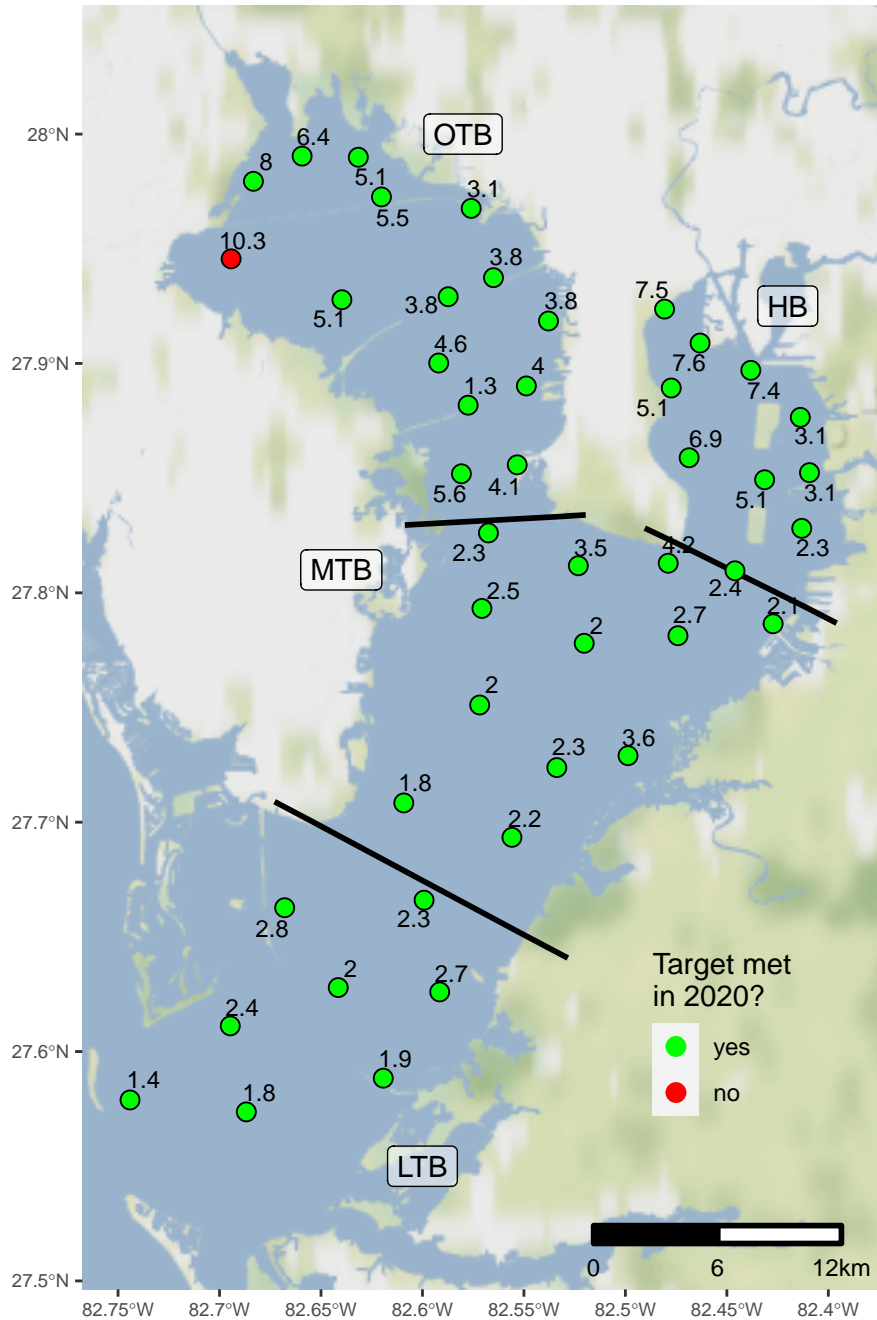 OTB
28°N
6.4
8
5.1
3.1
5.5
10.3
3.8
HB
7.5
3.8
3.8
5.1
4.6
27.9°N
4
7.6
7.4
1.3
5.1
3.1
6.9
4.1
5.6
5.1
3.1
2.3
3.5
4.2
2.3
MTB
2.4
27.8°N
2.5
2.1
2
2.7
2
2.3
3.6
1.8
27.7°N
2.2
2.3
2.8
Target met
in 2020?
2
2.7
2.4
yes
27.6°N
1.9
1.4
1.8
no
LTB
0
6
12km
27.5°N
82.75°W
82.7°W
82.65°W
82.6°W
82.55°W
82.5°W
82.45°W
82.4°W